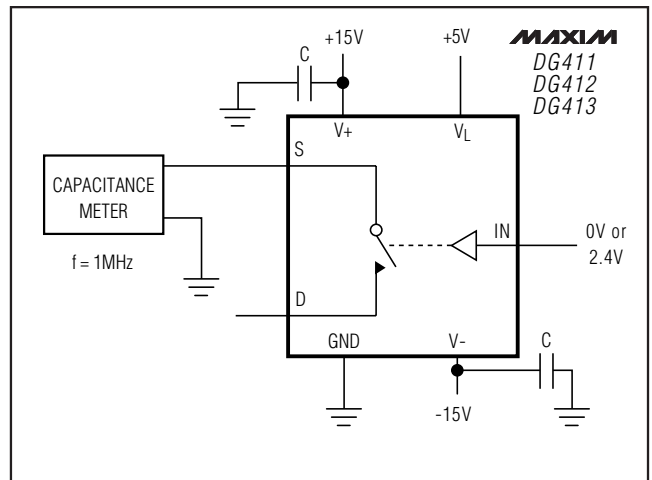 +15V
+5V
MAXIM
C
DG411
DG412
DG413
V+
VL
S
CAPACITANCE
METER
IN
0V or
2.4V
f = 1MHz
D
GND
V-
C
-15V